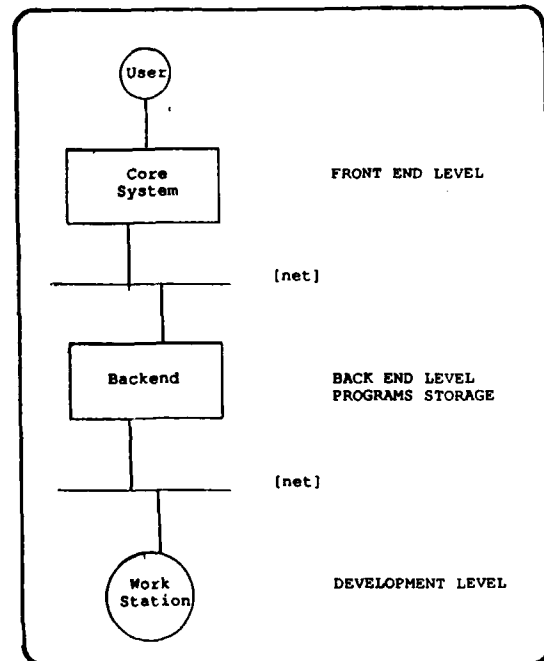 User
Core
System
FRONT END LEVEL
[net]
Backend
BACK END LEVEL
PROGRAMS STORAGE
[net]
Work
Station
DEVELOPMENT LEVEL